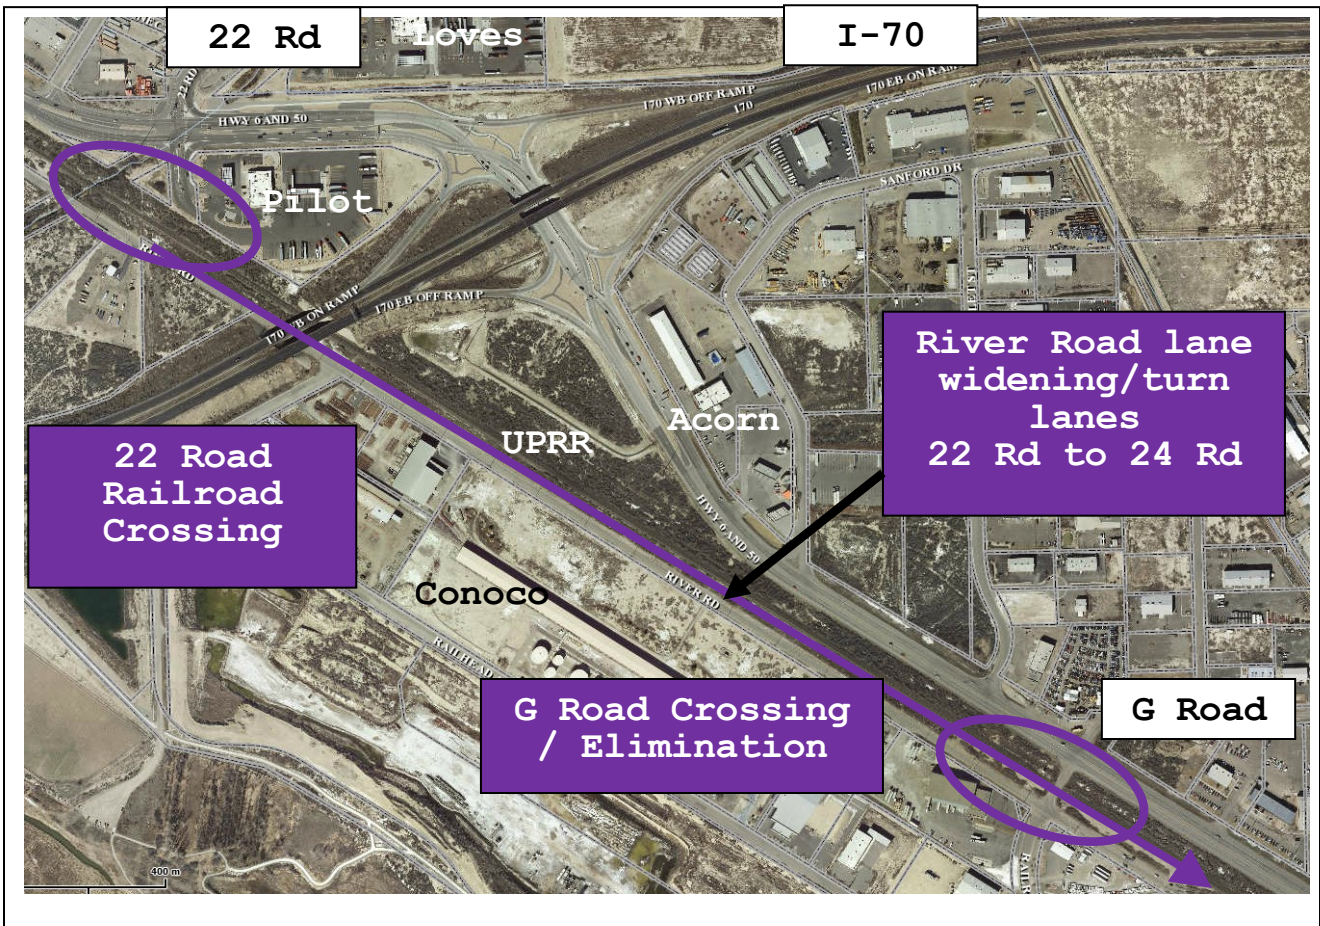 22 Rd
Loves
I-70
22 RD
HWY 6 AND 50
I70 WB OFF RAMP
I70
I70 EB ON RAMP
SANFORD DR
Pilot
I70 WB ON RAMP
I70 EB OFF RAMP
River Road lane
widening/turn
lanes
22 Rd to 24 Rd
Acorn
UPRR
22 Road
Railroad
Crossing
HWY 6 AND 50
RIVER RD
Conoco
RAILHEAD
G Road Crossing
/ Elimination
G Road
400 m